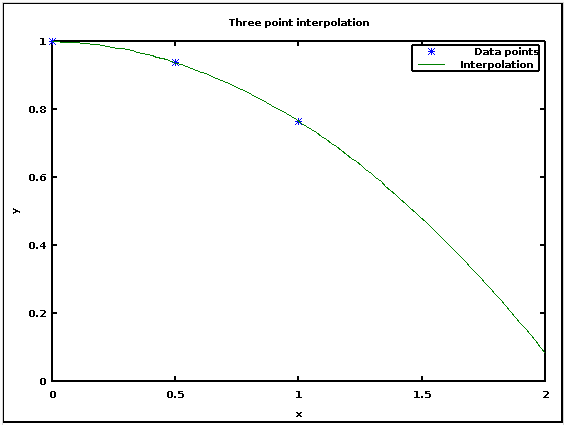 Three point interpolation
Data points
Interpolation
1
0.8
0.6
0.4
0.2
0
y
0
0.5
1
1.5
2
x